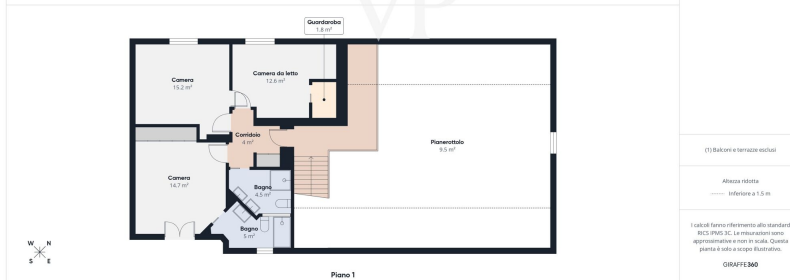 VP
Guardaroba
1.8 m²
Camera
15.2 m²
Camera da letto
12.6 m²
Corridoio
4 m²
Pianerottolo
9.5 m²
Camera
14.7 m²
Bagno
4.5 m²
Bagno
5 m²
N
W
E
S
Piano 1
(1) Balconi e terrazze esclusi
Altezza ridotta
Inferiore a 1.5 m
I calcoli fanno riferimento allo standard
RICS IPMS 3C. Le misurazioni sono
approssimative e non in scala. Questa
pianta è solo a scopo illustrativo.
GIRAFFE360